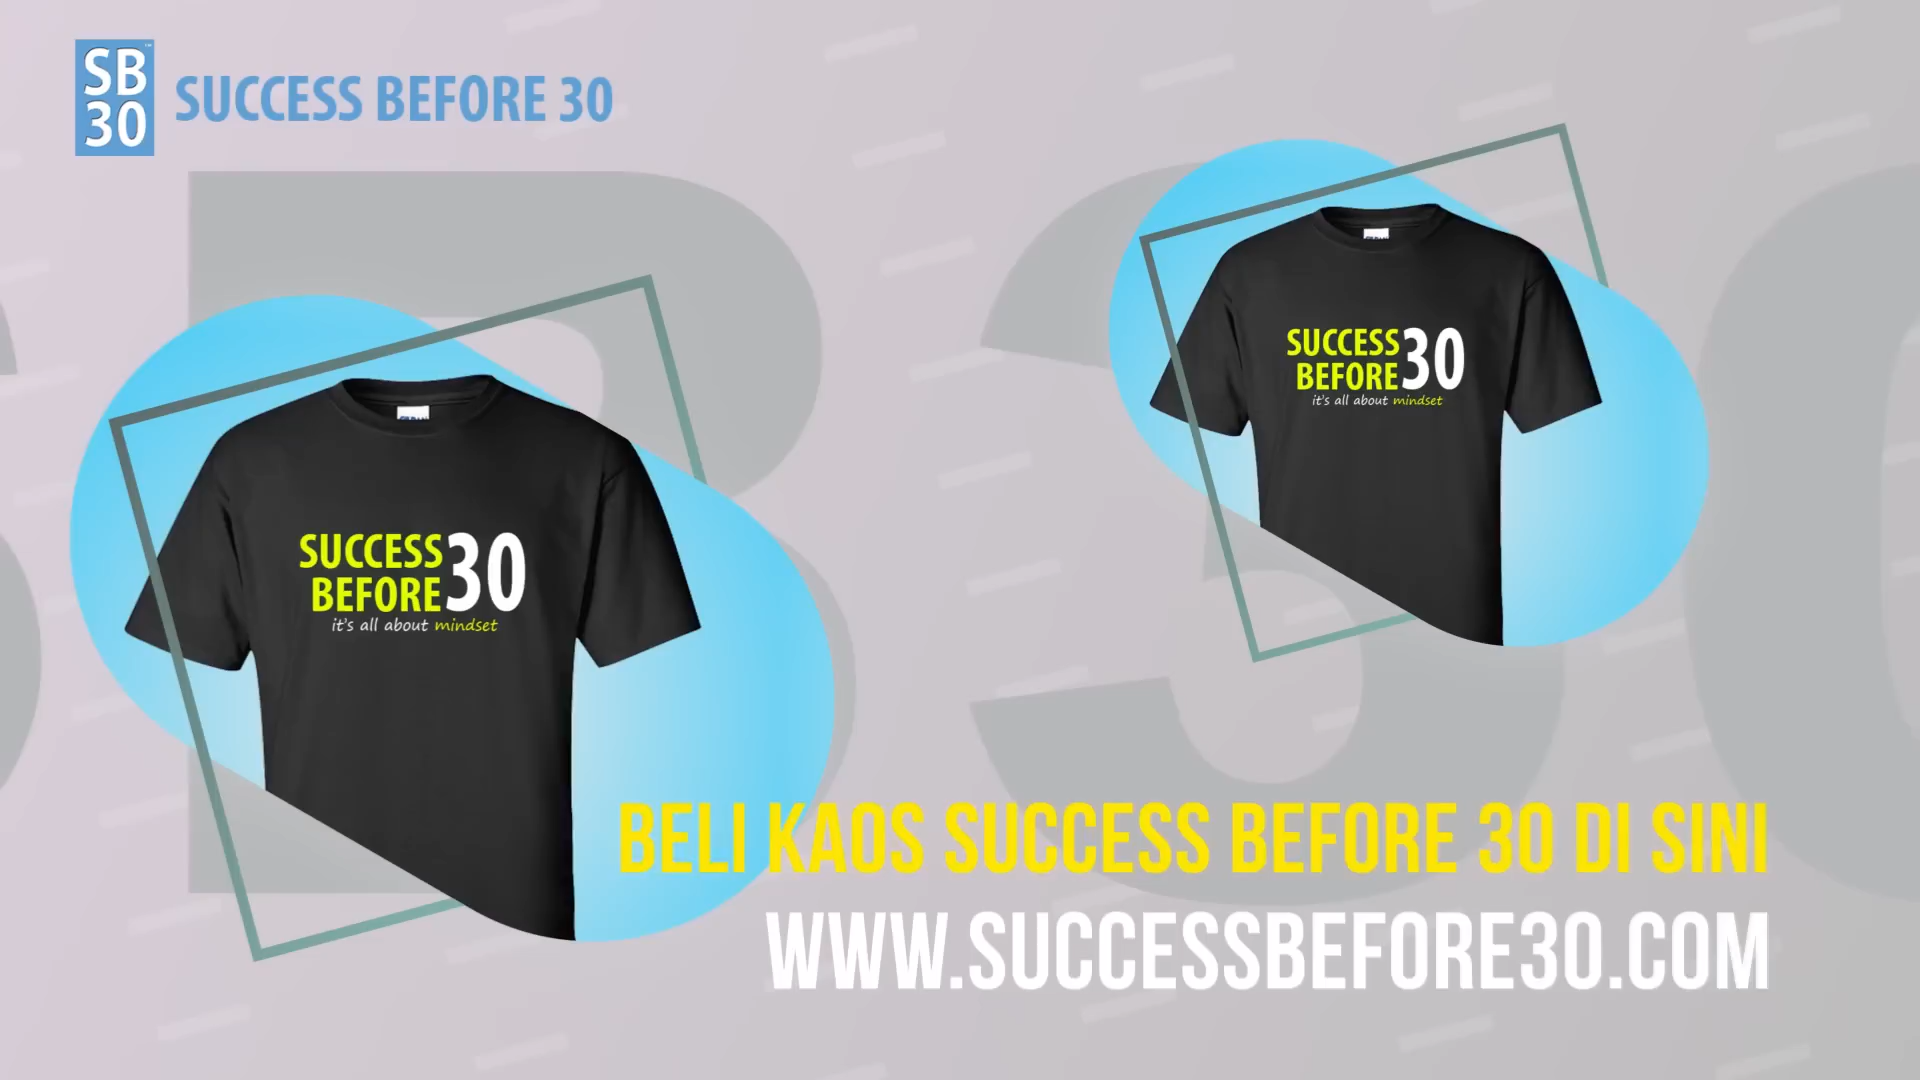 SB™
30
SUCCESS BEFORE 30
SUCCESS
BEFORE 30
it's all about mindset
SUCCESS
BEFORE 30
it's all about mindset
BELI KAOS SUCCESS BEFORE 30 DI SINI
WWW.SUCCESSBEFORE30.COM